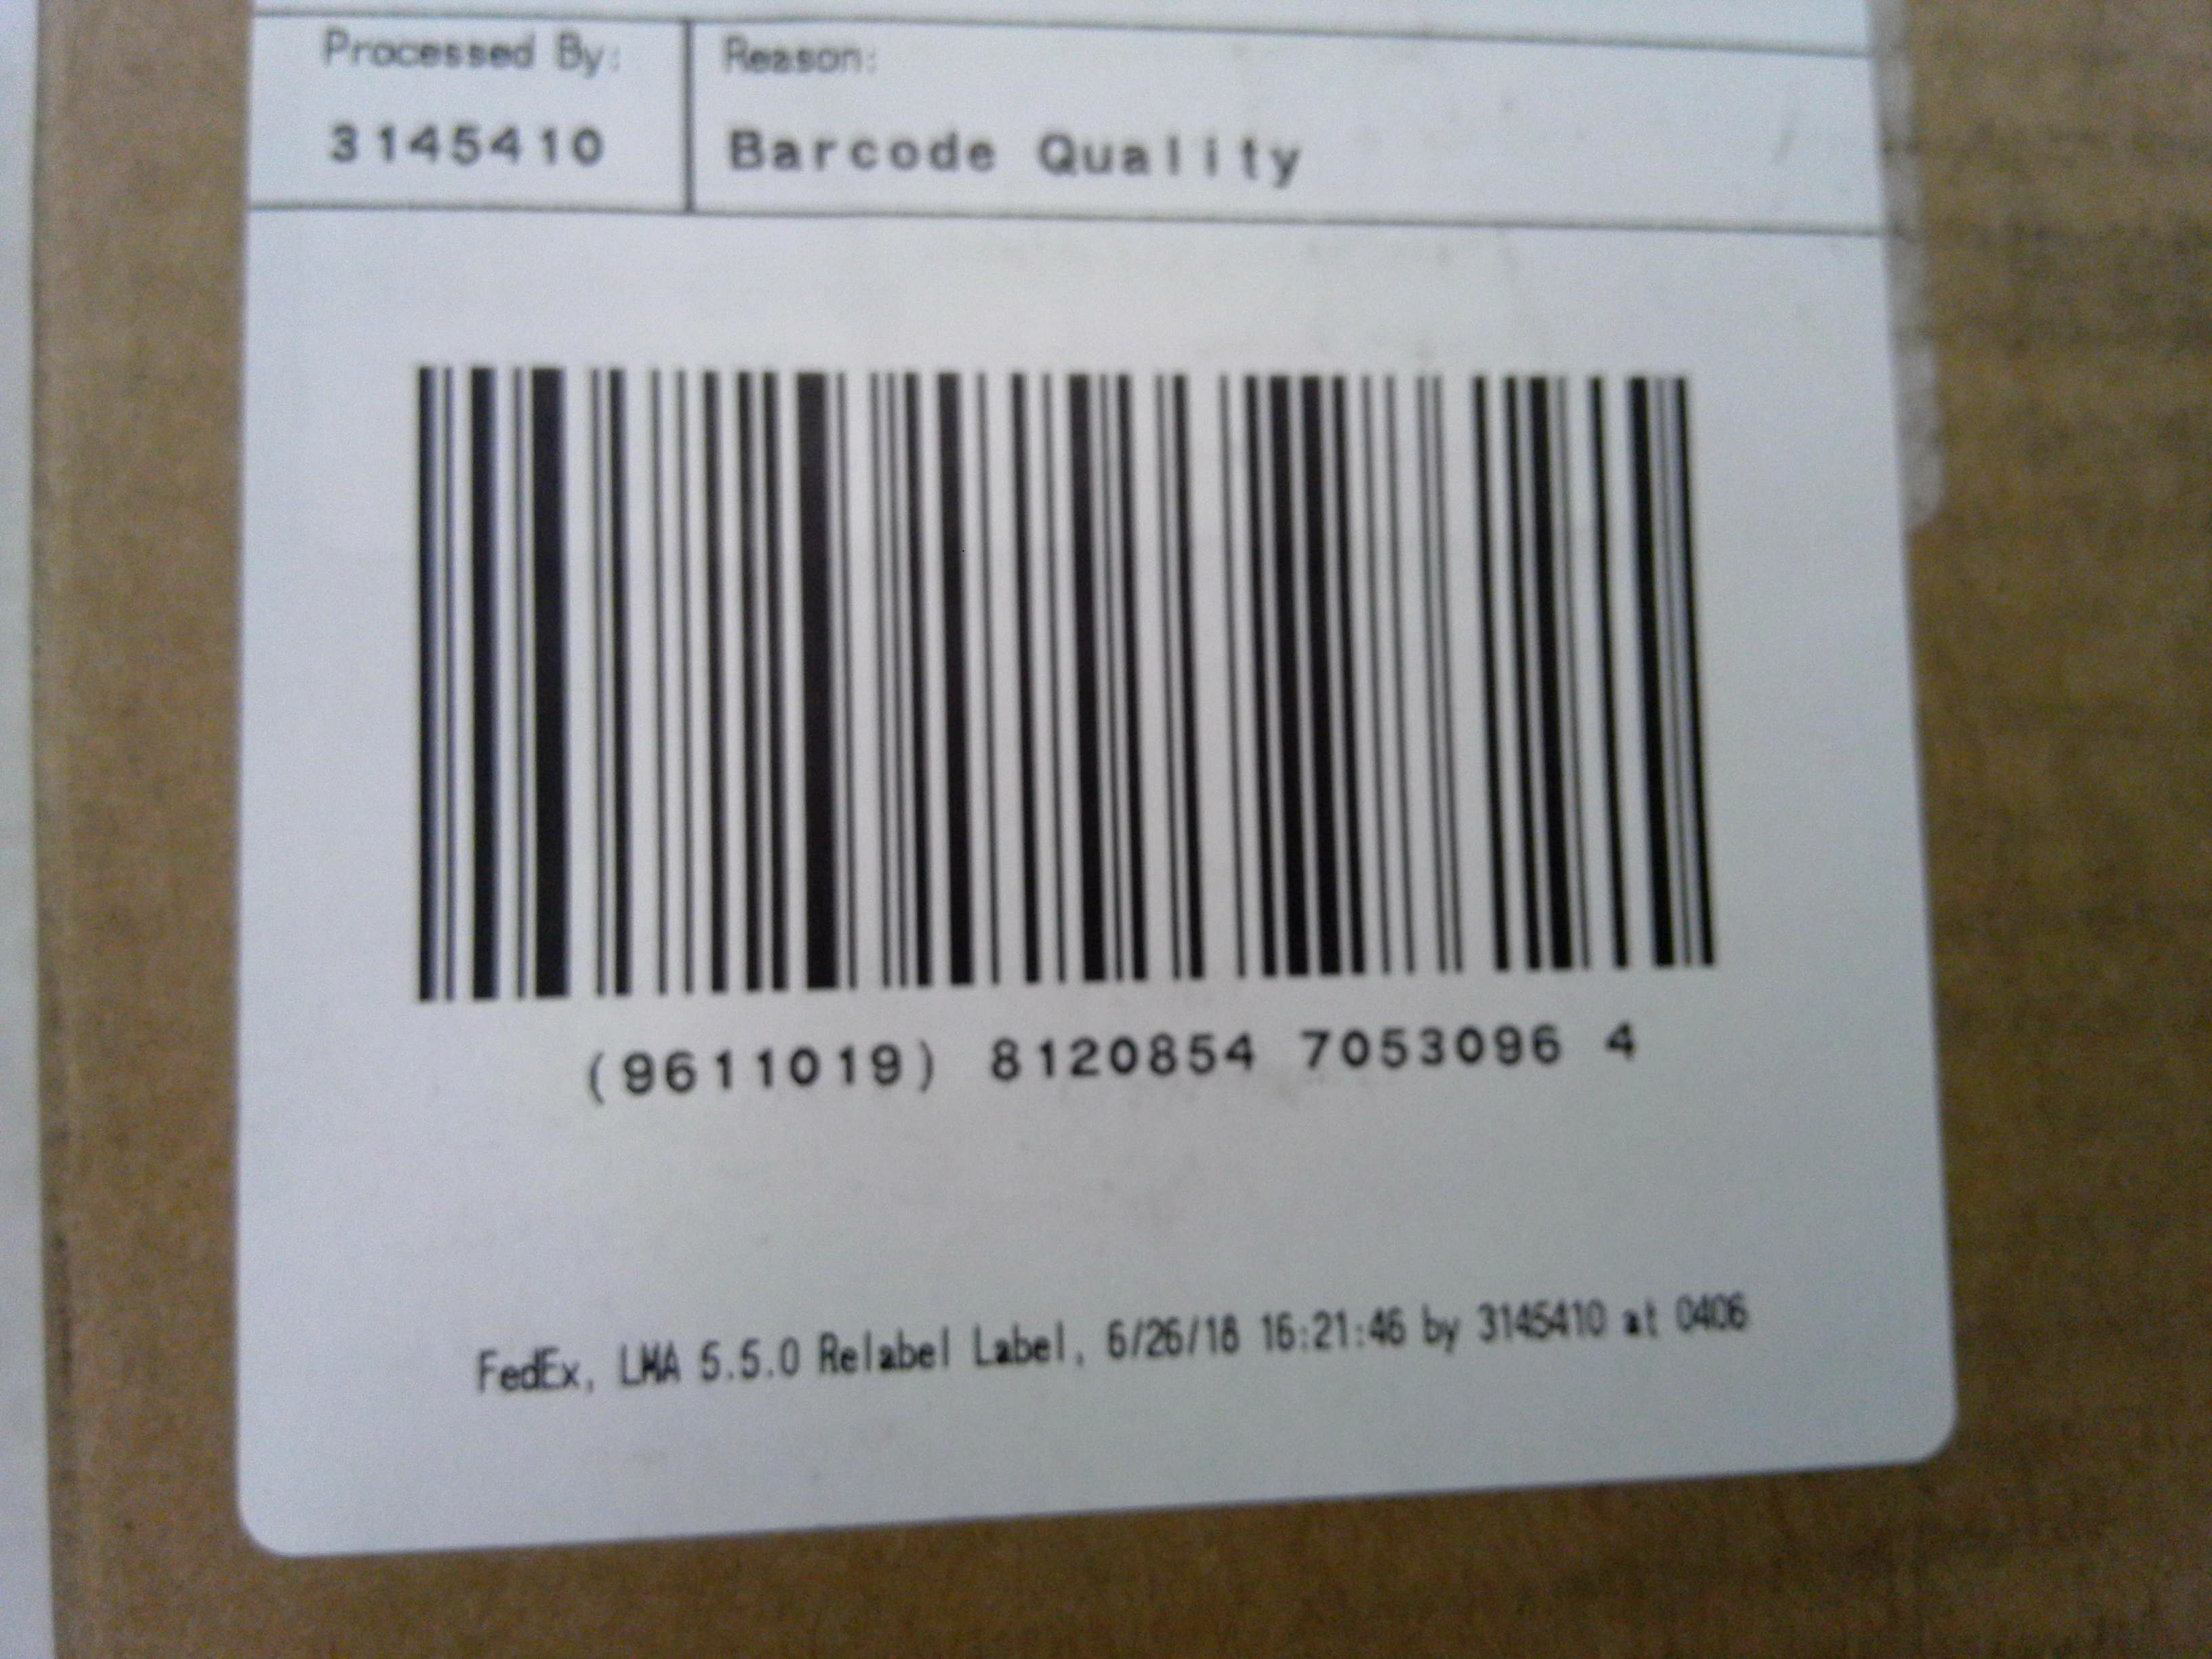 Processed By: Reason:
3145410 Barcode Quality
(9611019) 8120854 7053096 4
FedEx, LMA 5.5.0 Relabel Label, 6/26/18 16:21:46 by 3145410 at 0406